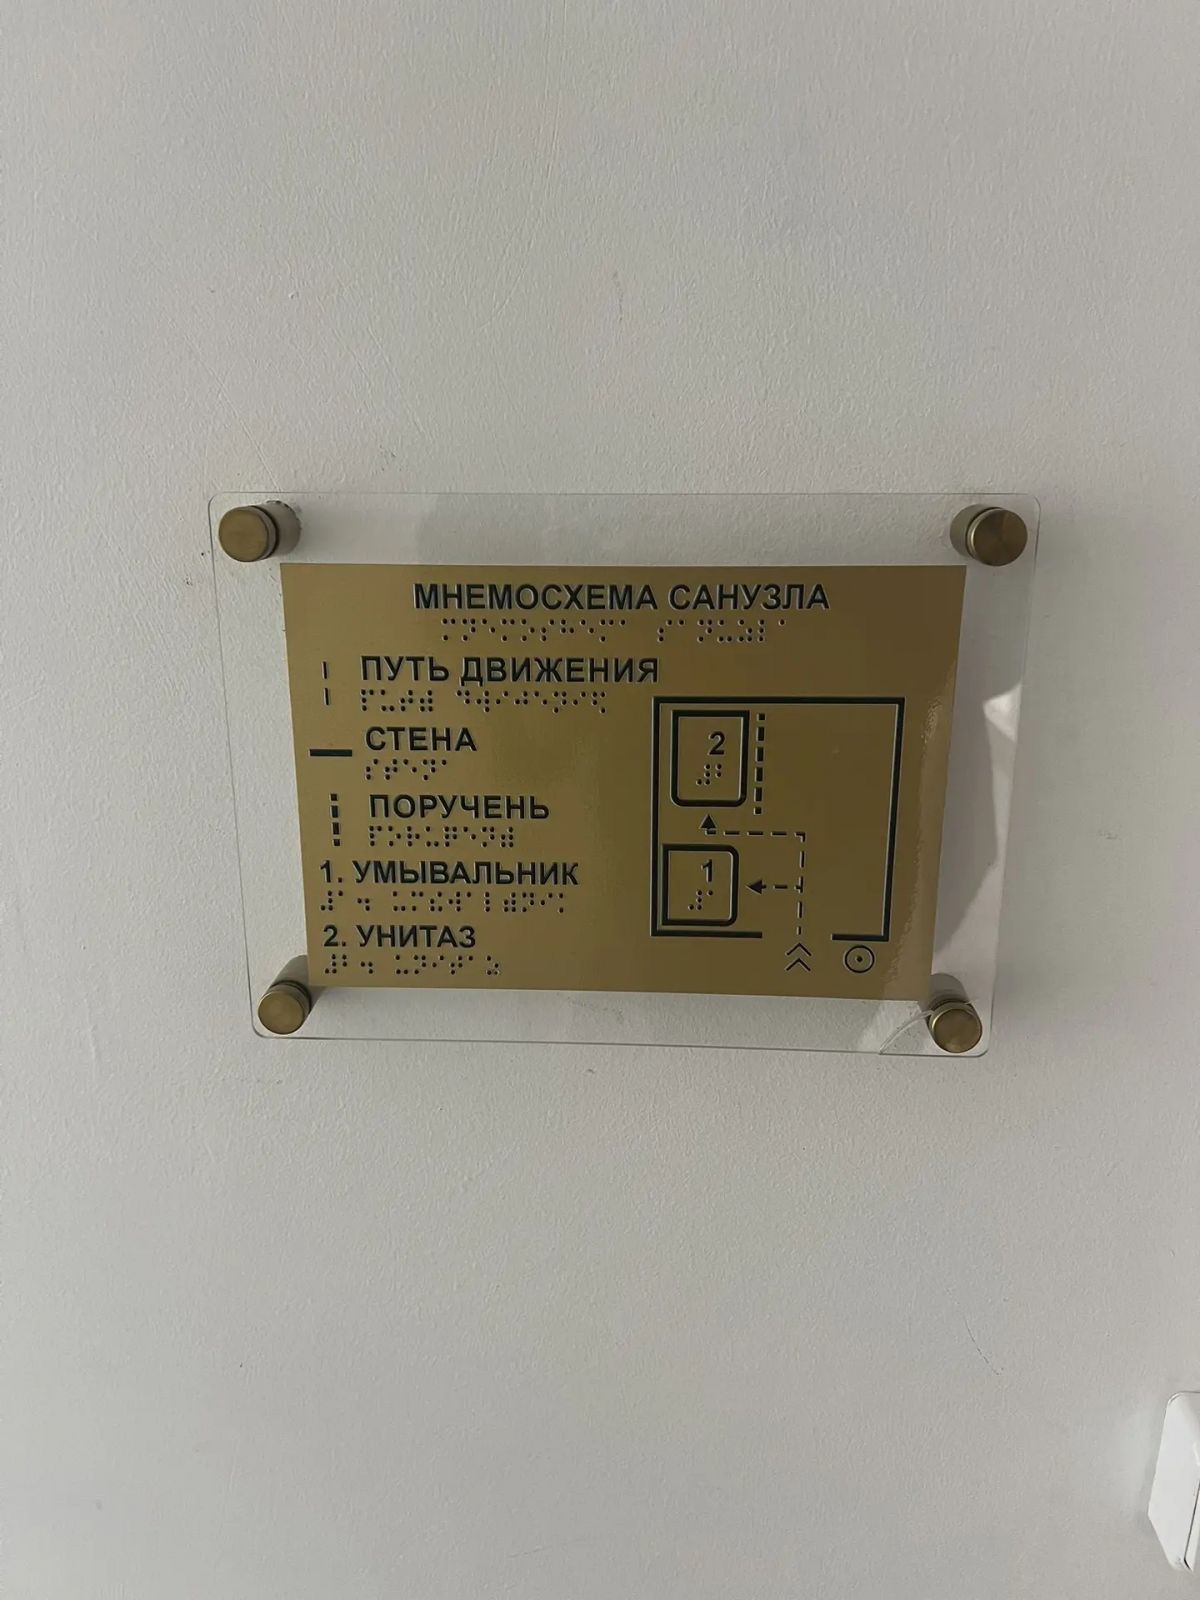 МНЕМОСХЕМА САНУЗЛА
⠍⠝⠑⠍⠕⠎⠓⠑⠍⠁ ⠎⠁⠝⠥⠵⠇⠁
ПУТЬ ДВИЖЕНИЯ
⠏⠥⠞⠾ ⠙⠺⠊⠚⠑⠝⠊⠫
СТЕНА
⠎⠞⠑⠝⠁
ПОРУЧЕНЬ
⠏⠕⠗⠥⠟⠑⠝⠾
1. УМЫВАЛЬНИК
⠼⠁⠲ ⠥⠍⠮⠺⠁⠇⠾⠝⠊⠅
2. УНИТАЗ
⠼⠃⠲ ⠥⠝⠊⠞⠁⠵
2
⠼⠃
1
⠼⠁